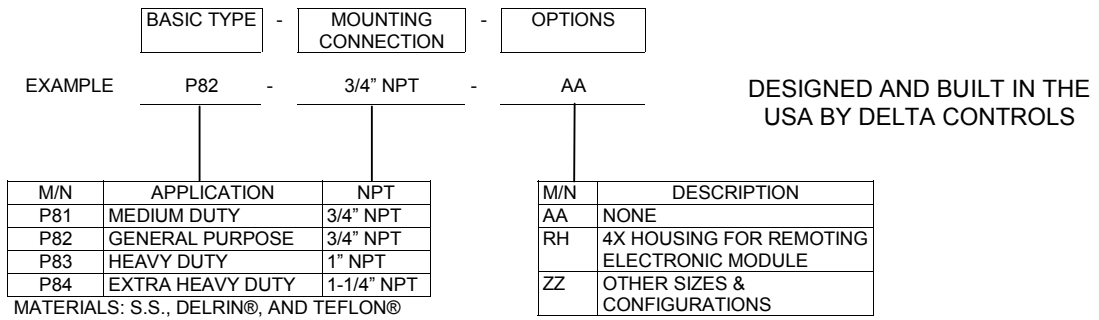 BASIC TYPE - MOUNTING CONNECTION - OPTIONS
EXAMPLE P82 - 3/4” NPT - AA
DESIGNED AND BUILT IN THE
USA BY DELTA CONTROLS
M/N APPLICATION NPT
P81 MEDIUM DUTY 3/4” NPT
P82 GENERAL PURPOSE 3/4” NPT
P83 HEAVY DUTY 1” NPT
P84 EXTRA HEAVY DUTY 1-1/4” NPT
MATERIALS: S.S., DELRIN®, AND TEFLON®
M/N DESCRIPTION
AA NONE
RH 4X HOUSING FOR REMOTING
ELECTRONIC MODULE
ZZ OTHER SIZES &
CONFIGURATIONS